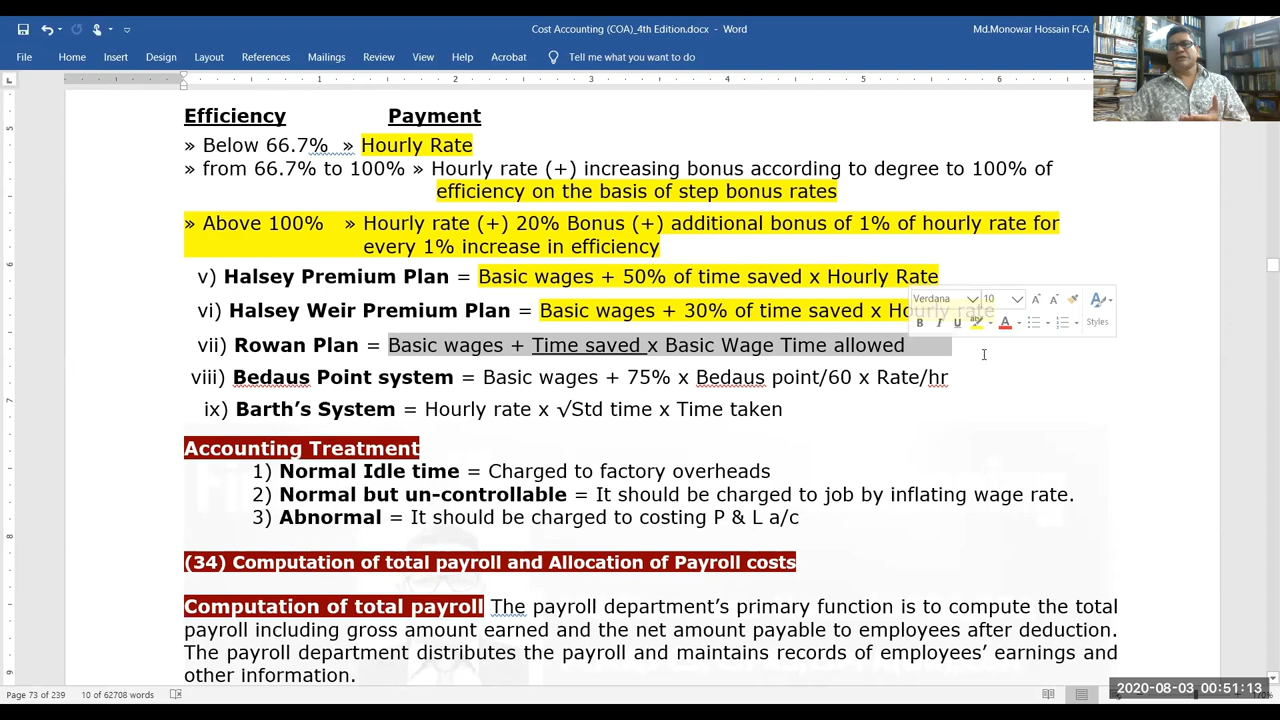 Cost Accounting (COA)_4th Edition.docx - Word
Md.Monowar Hossain FCA
File Home Insert Design Layout References Mailings Review View Help Acrobat Tell me what you want to do
1 2 3 4 5 6
Efficiency Payment
» Below 66.7% » Hourly Rate
» from 66.7% to 100% » Hourly rate (+) increasing bonus according to degree to 100% of
efficiency on the basis of step bonus rates
» Above 100% » Hourly rate (+) 20% Bonus (+) additional bonus of 1% of hourly rate for
every 1% increase in efficiency
v) Halsey Premium Plan = Basic wages + 50% of time saved x Hourly Rate
vi) Halsey Weir Premium Plan = Basic wages + 30% of time saved x Hourly rate
Verdana 10
Styles
vii) Rowan Plan = Basic wages + Time saved x Basic Wage Time allowed
viii) Bedaus Point system = Basic wages + 75% x Bedaus point/60 x Rate/hr
ix) Barth's System = Hourly rate x √Std time x Time taken
Accounting Treatment
1) Normal Idle time = Charged to factory overheads
2) Normal but un-controllable = It should be charged to job by inflating wage rate.
3) Abnormal = It should be charged to costing P & L a/c
(34) Computation of total payroll and Allocation of Payroll costs
Computation of total payroll The payroll department's primary function is to compute the total
payroll including gross amount earned and the net amount payable to employees after deduction.
The payroll department distributes the payroll and maintains records of employees' earnings and
other information.
Page 73 of 239 10 of 62708 words
2020-08-03 00:51:13